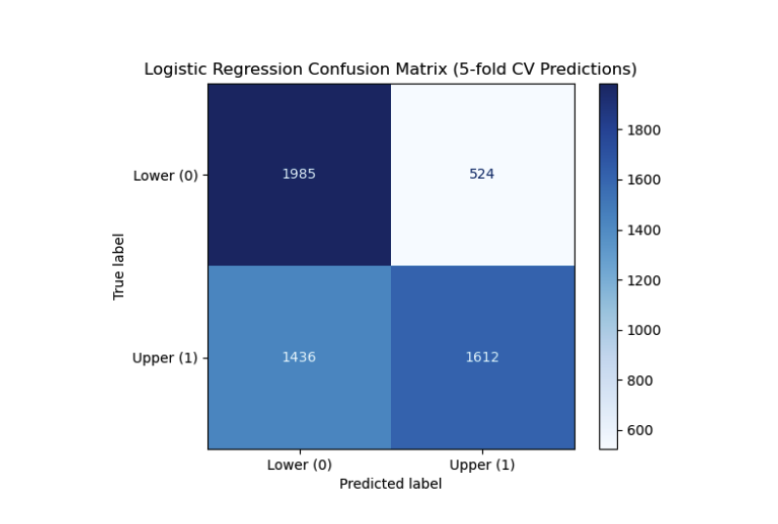 Logistic Regression Confusion Matrix (5-fold CV Predictions)
True label
Lower (0)
1985
524
Upper (1)
1436
1612
Lower (0)
Upper (1)
Predicted label
1800
1600
1400
1200
1000
800
600